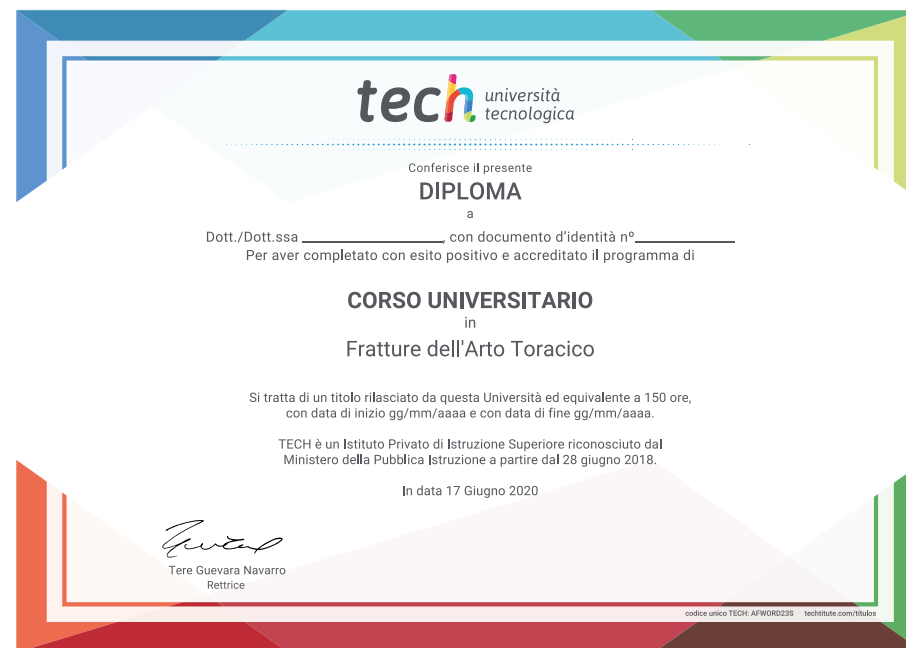 tech università
tecnologica
Conferisce il presente
DIPLOMA
a
Dott./Dott.ssa ________________, con documento d'identità nº___________
Per aver completato con esito positivo e accreditato il programma di
CORSO UNIVERSITARIO
in
Fratture dell'Arto Toracico
Si tratta di un titolo rilasciato da questa Università ed equivalente a 150 ore,
con data di inizio gg/mm/aaaa e con data di fine gg/mm/aaaa.
TECH è un Istituto Privato di Istruzione Superiore riconosciuto dal
Ministero della Pubblica Istruzione a partire dal 28 giugno 2018.
In data 17 Giugno 2020
Tere Guevara Navarro
Rettrice
codice unico TECH: AFWORD23S techtitute.com/títulos